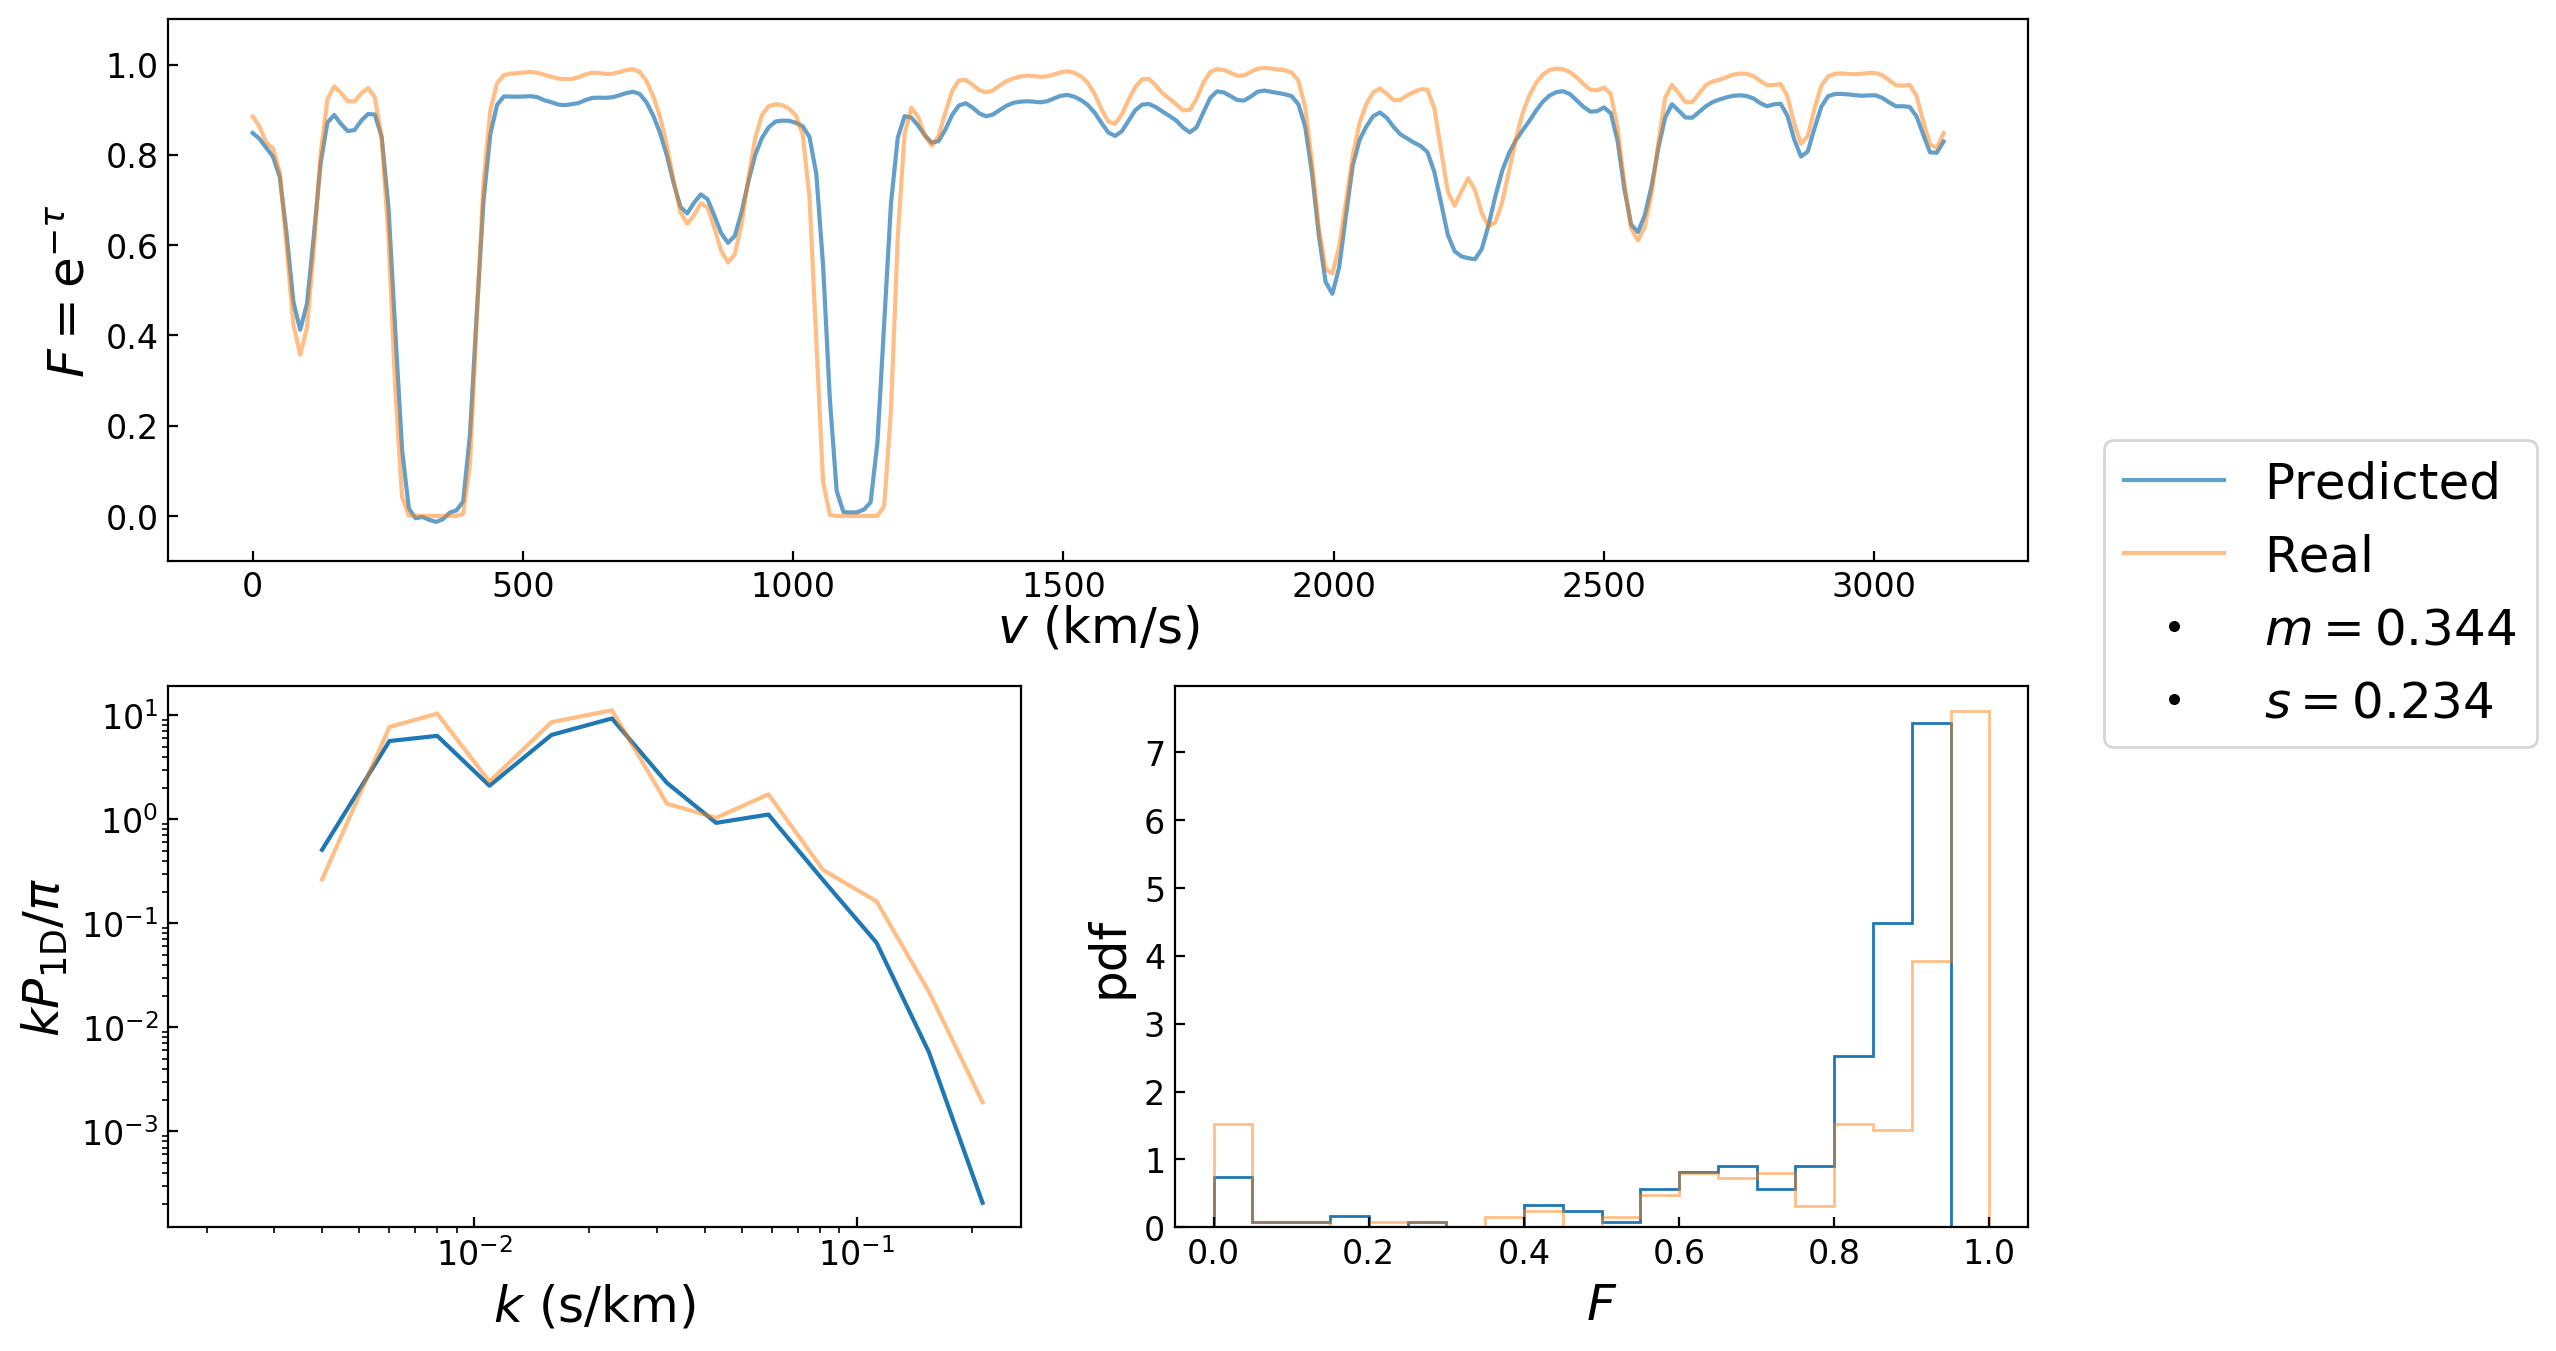 1.0
0.8
0.6
0.4
0.2
0.0
F = e^{−τ}
0 500 1000 1500 2000 2500 3000
v (km/s)
Predicted
Real
m = 0.344
s = 0.234
10^1
10^0
10^{−1}
10^{−2}
10^{−3}
kP_{1D}/π
10^{−2} 10^{−1}
k (s/km)
7
6
5
4
3
2
1
0
pdf
0.0 0.2 0.4 0.6 0.8 1.0
F